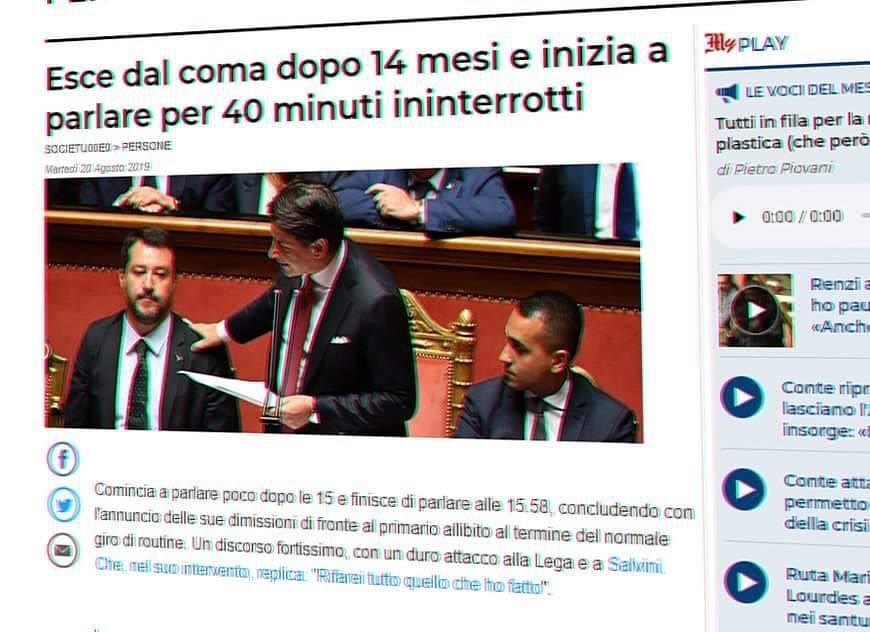 Esce dal coma dopo 14 mesi e inizia a
parlare per 40 minuti ininterrotti
SOCIETU00E0 > PERSONE
Martedì 20 Agosto 2019
Comincia a parlare poco dopo le 15 e finisce di parlare alle 15.58, concludendo con
l'annuncio delle sue dimissioni di fronte al primario allibito al termine del normale
giro di routine. Un discorso fortissimo, con un duro attacco alla Lega e a Salwini.
Che, nel suo intervento, replica: "Rifarei tutto quello che ho fatto".
My PLAY
LE VOCI DEL MES
Tutti in fila per la
plastica (che però
di Pietro Piovani
0:00 / 0:00
Renzi a
ho pau
«Anche
Conte ripr
lasciano l'
insorge: «
Conte atta
permetto
della crisi
Ruta Mari
Lourdes a
nei santu